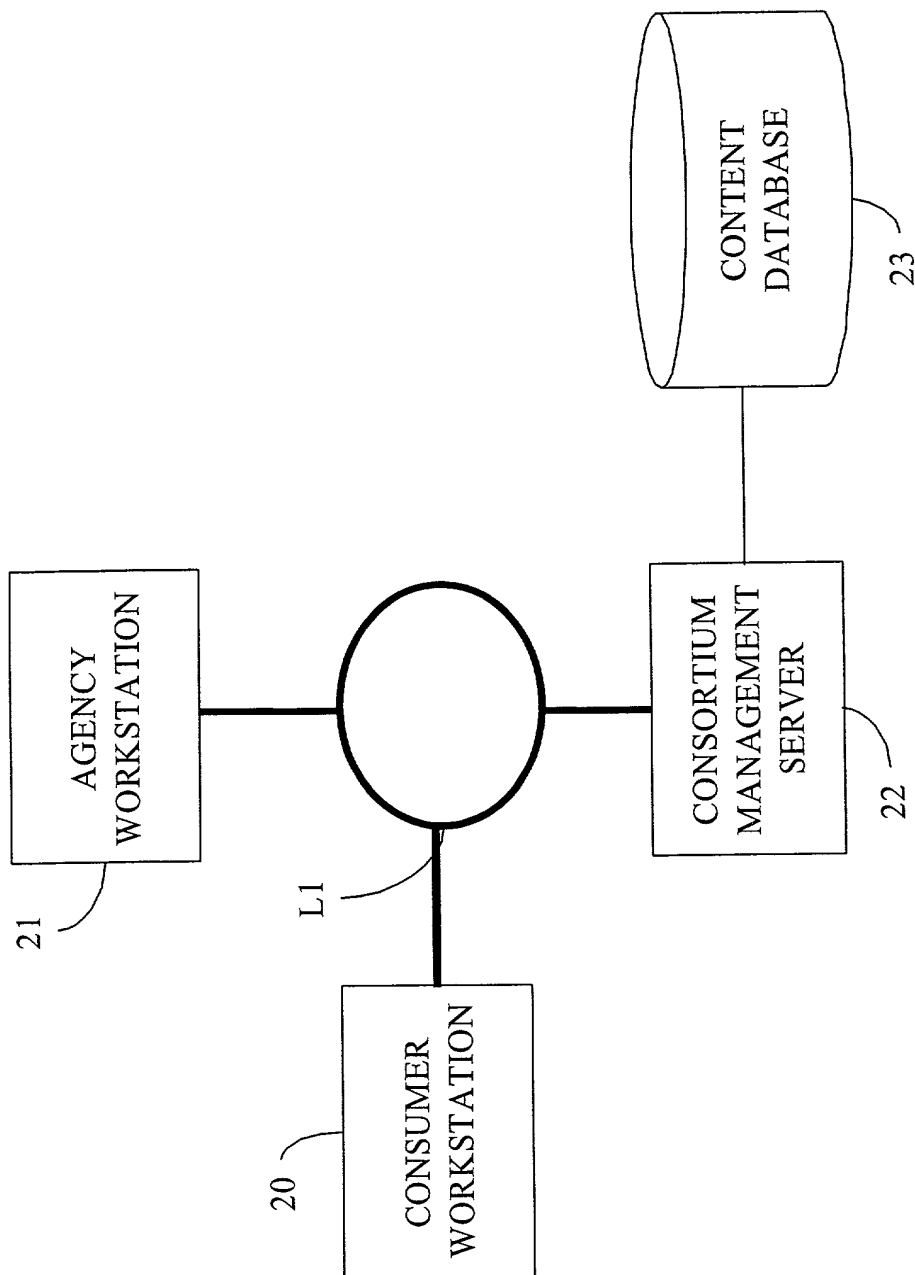 AGENCY
WORKSTATION
21
L1
CONSUMER
WORKSTATION
20
CONSORTIUM
MANAGEMENT
SERVER
22
CONTENT
DATABASE
23